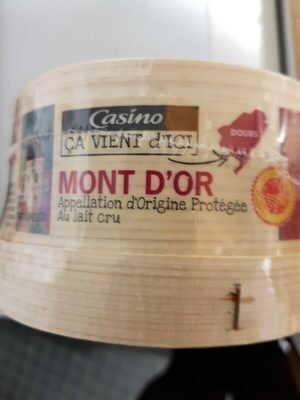 Casino
ÇA VIENT d'ICI
DOUBS
MONT D'OR
Appellation d'Origine Protégée
Au lait cru